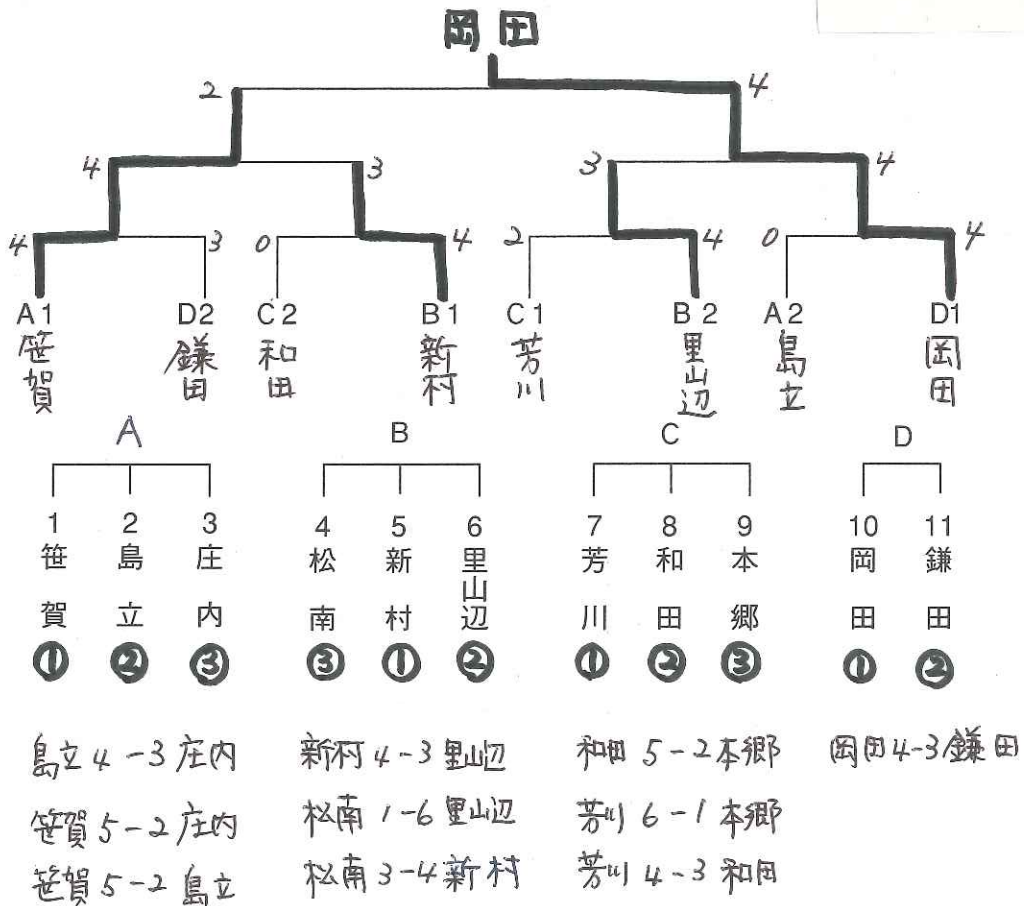 岡田
2 4
4 3 3 4
4 3 0 4 2 4 0 4
A1 D2 C2 B1 C1 B2 A2 D1
笹賀 鎌田 和田 新村 芳川 里山辺 島立 岡田
A B C D
1 2 3 4 5 6 7 8 9 10 11
笹賀 島立 庄内 松南 新村 里山辺 芳川 和田 本郷 岡田 鎌田
① ② ③ ③ ① ② ① ② ③ ① ②
島立 4-3 庄内 新村 4-3 里山辺 和田 5-2 本郷 岡田 4-3 鎌田
笹賀 5-2 庄内 松南 1-6 里山辺 芳川 6-1 本郷
笹賀 5-2 島立 松南 3-4 新村 芳川 4-3 和田